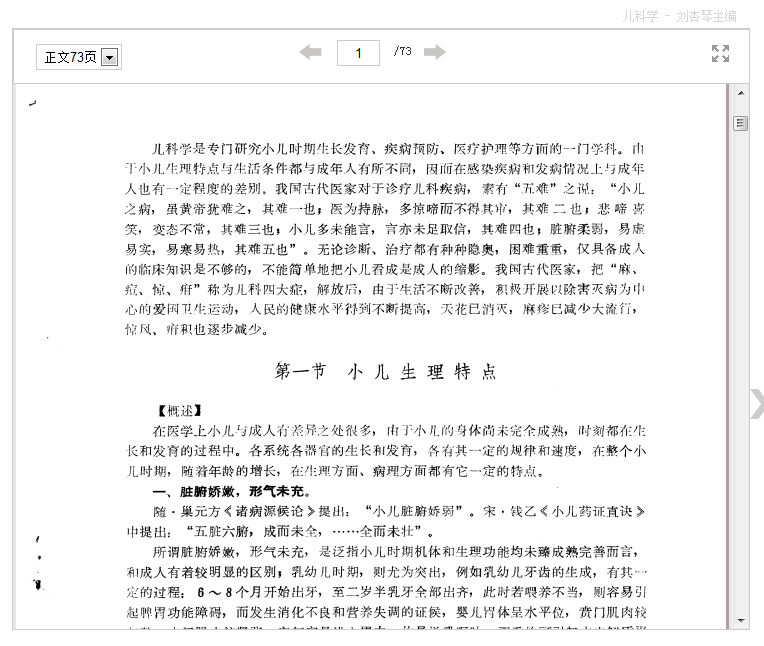 儿科学 - 刘杏琴主编
正文73页
1
/73
儿科学是专门研究小儿时期生长发育、疾病预防、医疗护理等方面的一门学科。由
于小儿生理特点与生活条件都与成年人有所不同，因而在感染疾病和发病情况上与成年
人也有一定程度的差别。我国古代医家对于诊疗儿科疾病，素有“五难”之说：“小儿
之病，虽黄帝犹难之，其难一也；医为持脉，多惊啼而不得其审，其难二也；悲啼喜
笑，变态不常，其难三也；小儿多未能言，言亦未足取信，其难四也；脏腑柔弱，易虚
易实，易寒易热，其难五也”。无论诊断、治疗都有种种隐奥，困难重重，仅具备成人
的临床知识是不够的，不能简单地把小儿看成是成人的缩影。我国古代医家，把“麻、
痘、惊、疳”称为儿科四大症，解放后，由于生活不断改善，积极开展以除害灭病为中
心的爱国卫生运动，人民的健康水平得到不断提高，天花已消灭，麻疹已减少大流行，
惊风、疳积也逐步减少。
第一节 小儿生理特点
【概述】
在医学上小儿与成人有差异之处很多，由于小儿的身体尚未完全成熟，时刻都在生
长和发育的过程中。各系统各器官的生长和发育，各有其一定的规律和速度，在整个小
儿时期，随着年龄的增长，在生理方面、病理方面都有它一定的特点。
一、脏腑娇嫩，形气未充。
随·巢元方《诸病源候论》提出：“小儿脏腑娇弱”。宋·钱乙《小儿药证直诀》
中提出：“五脏六腑，成而未全，……全而未壮”。
所谓脏腑娇嫩，形气未充，是泛指小儿时期机体和生理功能均未臻成熟完善而言，
和成人有着较明显的区别；乳幼儿时期，则尤为突出，例如乳幼儿牙齿的生成，有其一
定的过程：6～8个月开始出牙，至二岁半乳牙全部出齐，此时若喂养不当，则容易引
起脾胃功能障碍，而发生消化不良和营养失调的证候，婴儿胃体呈水平位，贲门肌肉较